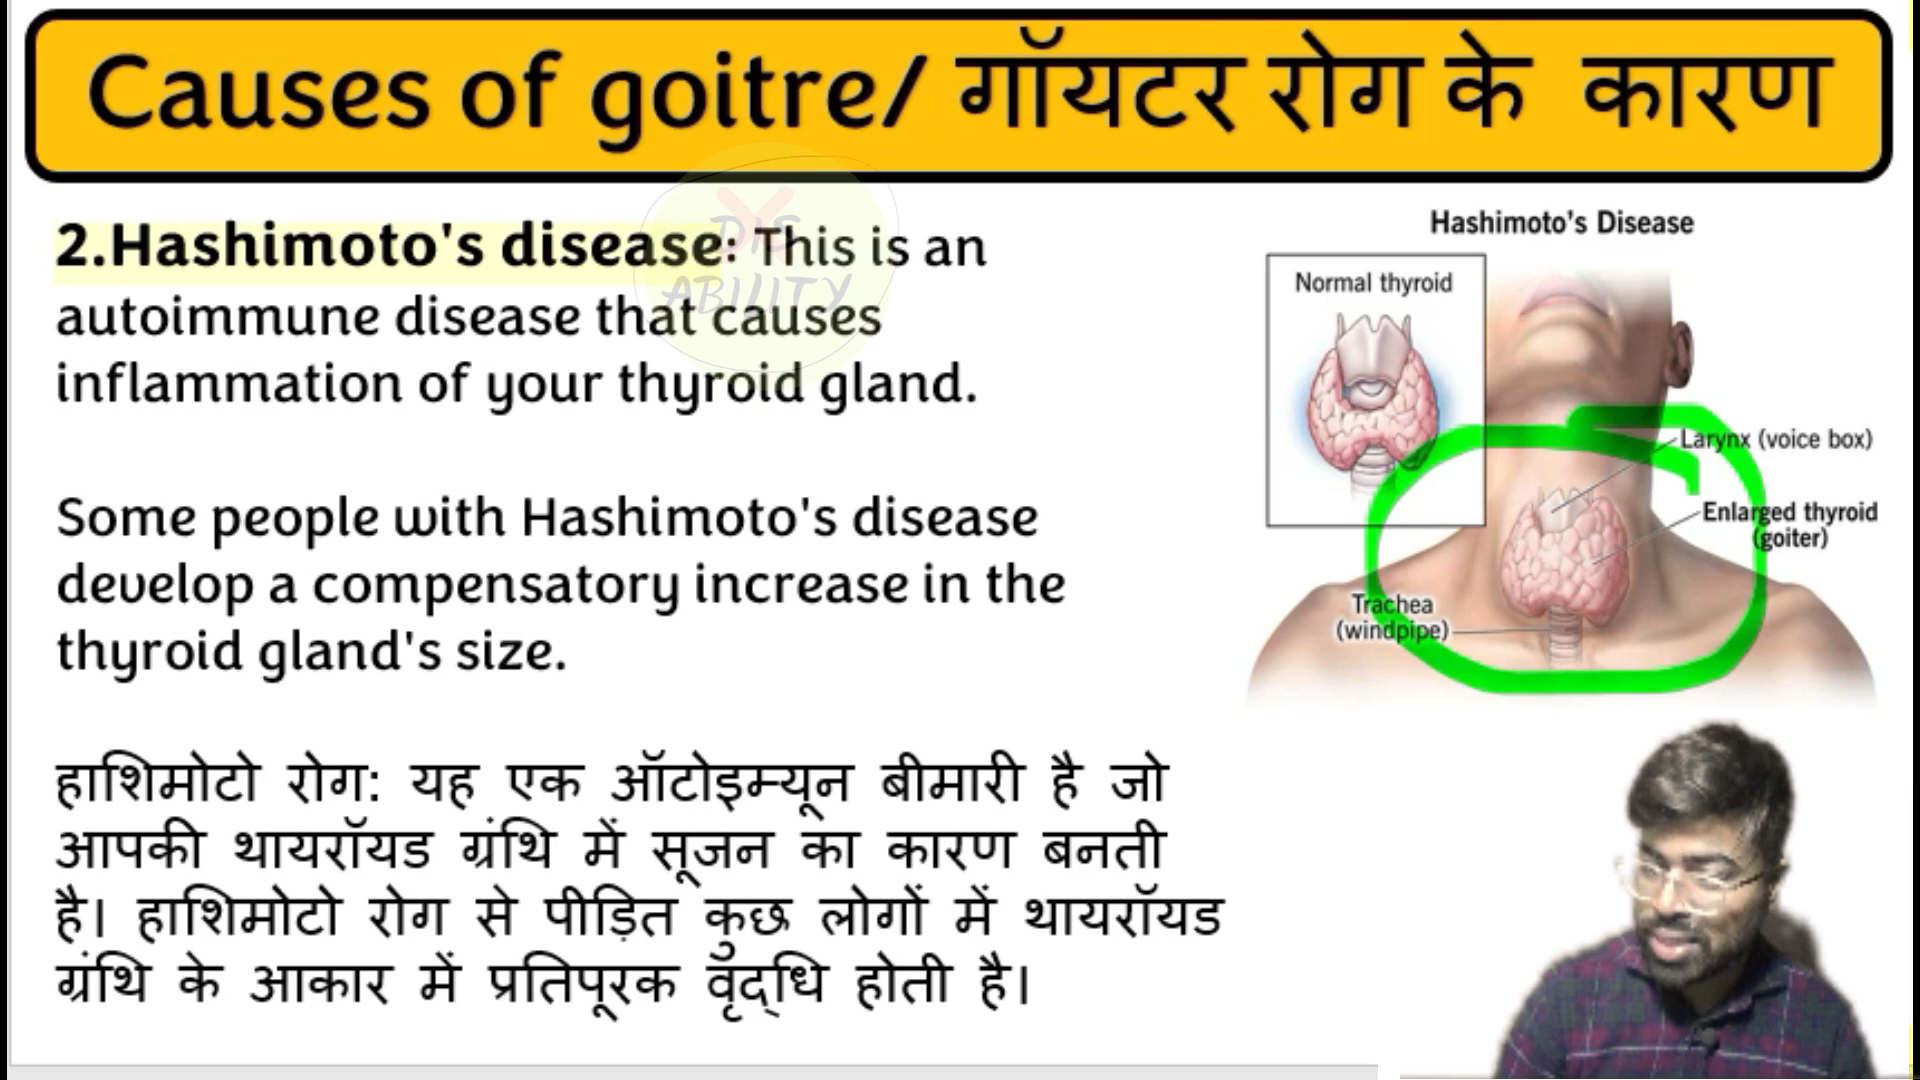 Causes of goitre/ गॉयटर रोग के कारण
2.Hashimoto's disease: This is an
autoimmune disease that causes
inflammation of your thyroid gland.
Some people with Hashimoto's disease
develop a compensatory increase in the
thyroid gland's size.
हाशिमोटो रोग: यह एक ऑटोइम्यून बीमारी है जो
आपकी थायरॉयड ग्रंथि में सूजन का कारण बनती
है। हाशिमोटो रोग से पीड़ित कुछ लोगों में थायरॉयड
ग्रंथि के आकार में प्रतिपूरक वृद्धि होती है।
DIS
ABILITY
Hashimoto's Disease
Normal thyroid
Larynx (voice box)
Enlarged thyroid
(goiter)
Trachea
(windpipe)